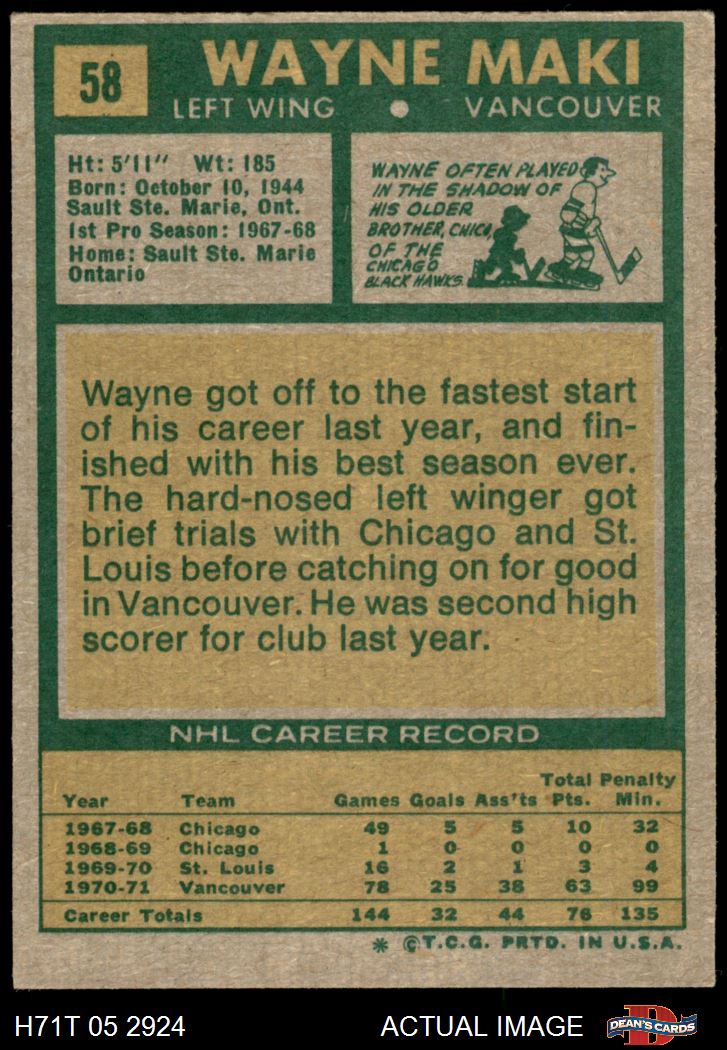 58
WAYNE MAKI
LEFT WING • VANCOUVER
Ht: 5'11" Wt: 185
Born: October 10, 1944
Sault Ste. Marie, Ont.
1st Pro Season: 1967-68
Home: Sault Ste. Marie
Ontario
WAYNE OFTEN PLAYED
IN THE SHADOW OF
HIS OLDER
BROTHER, CHICO,
OF THE
CHICAGO
BLACK HAWKS.
Wayne got off to the fastest start
of his career last year, and fin-
ished with his best season ever.
The hard-nosed left winger got
brief trials with Chicago and St.
Louis before catching on for good
in Vancouver. He was second high
scorer for club last year.
NHL CAREER RECORD
Total Penalty
Year Team Games Goals Ass'ts Pts. Min.
1967-68 Chicago 49 5 5 10 32
1968-69 Chicago 1 0 0 0 0
1969-70 St. Louis 16 2 1 3 4
1970-71 Vancouver 78 25 38 63 99
Career Totals 144 32 44 76 135
* ©T.C.G. PRTD. IN U.S.A.
H71T 05 2924 ACTUAL IMAGE DEAN'S CARDS